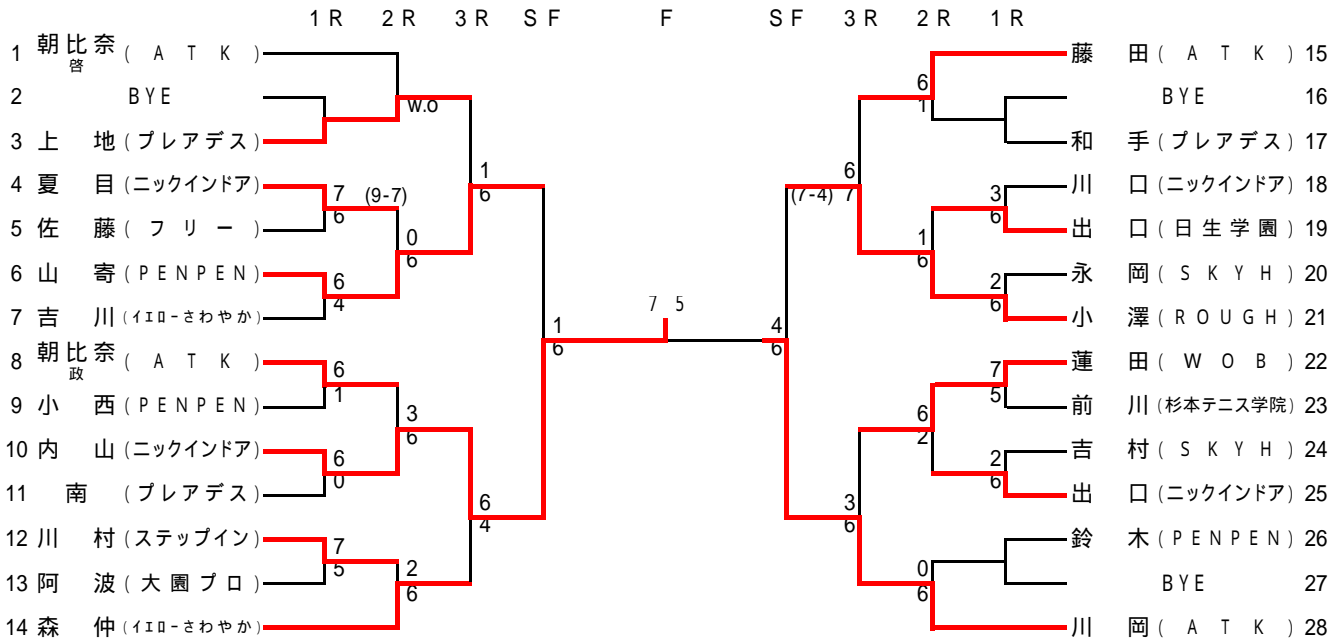 1R 2R 3R SF F SF 3R 2R 1R
1 朝比奈 啓 (ATK) 藤田 (ATK) 15
2 BYE 6 1 BYE 16
w.o
3 上地 (プレアデス) 和手 (プレアデス) 17
1 6
4 夏目 (ニックインドア) 7 6 (9-7) 6 (7-4) 7 3 6 川口 (ニックインドア) 18
5 佐藤 (フリー) 0 6 1 6 出口 (日生学園) 19
6 山寄 (PENPEN) 6 4 2 6 永岡 (SKYH) 20
7 吉川 (イエローさわやか) 1 6 7 5 4 6 小澤 (ROUGH) 21
8 朝比奈 政 (ATK) 6 1 7 5 蓮田 (WOB) 22
9 小西 (PENPEN) 3 6 6 2 前川 (杉本テニス学院) 23
10 内山 (ニックインドア) 6 0 2 6 吉村 (SKYH) 24
11 南 (プレアデス) 6 4 3 6 出口 (ニックインドア) 25
12 川村 (ステップイン) 7 5 鈴木 (PENPEN) 26
13 阿波 (大園プロ) 2 6 0 6 BYE 27
14 森仲 (イエローさわやか) 川岡 (ATK) 28